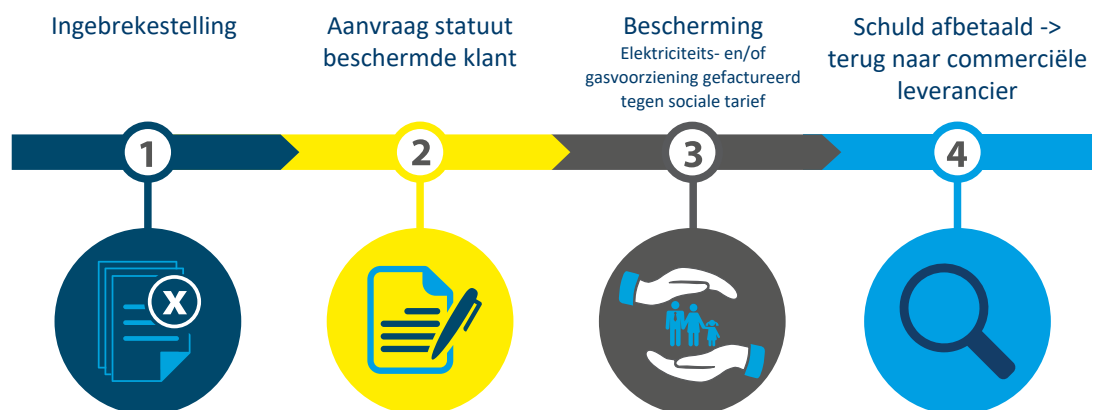 Ingebrekestelling
Aanvraag statuut
beschermde klant
Bescherming
Elektriciteits- en/of
gasvoorziening gefactureerd
tegen sociale tarief
Schuld afbetaald ->
terug naar commerciële
leverancier
1
2
3
4
X